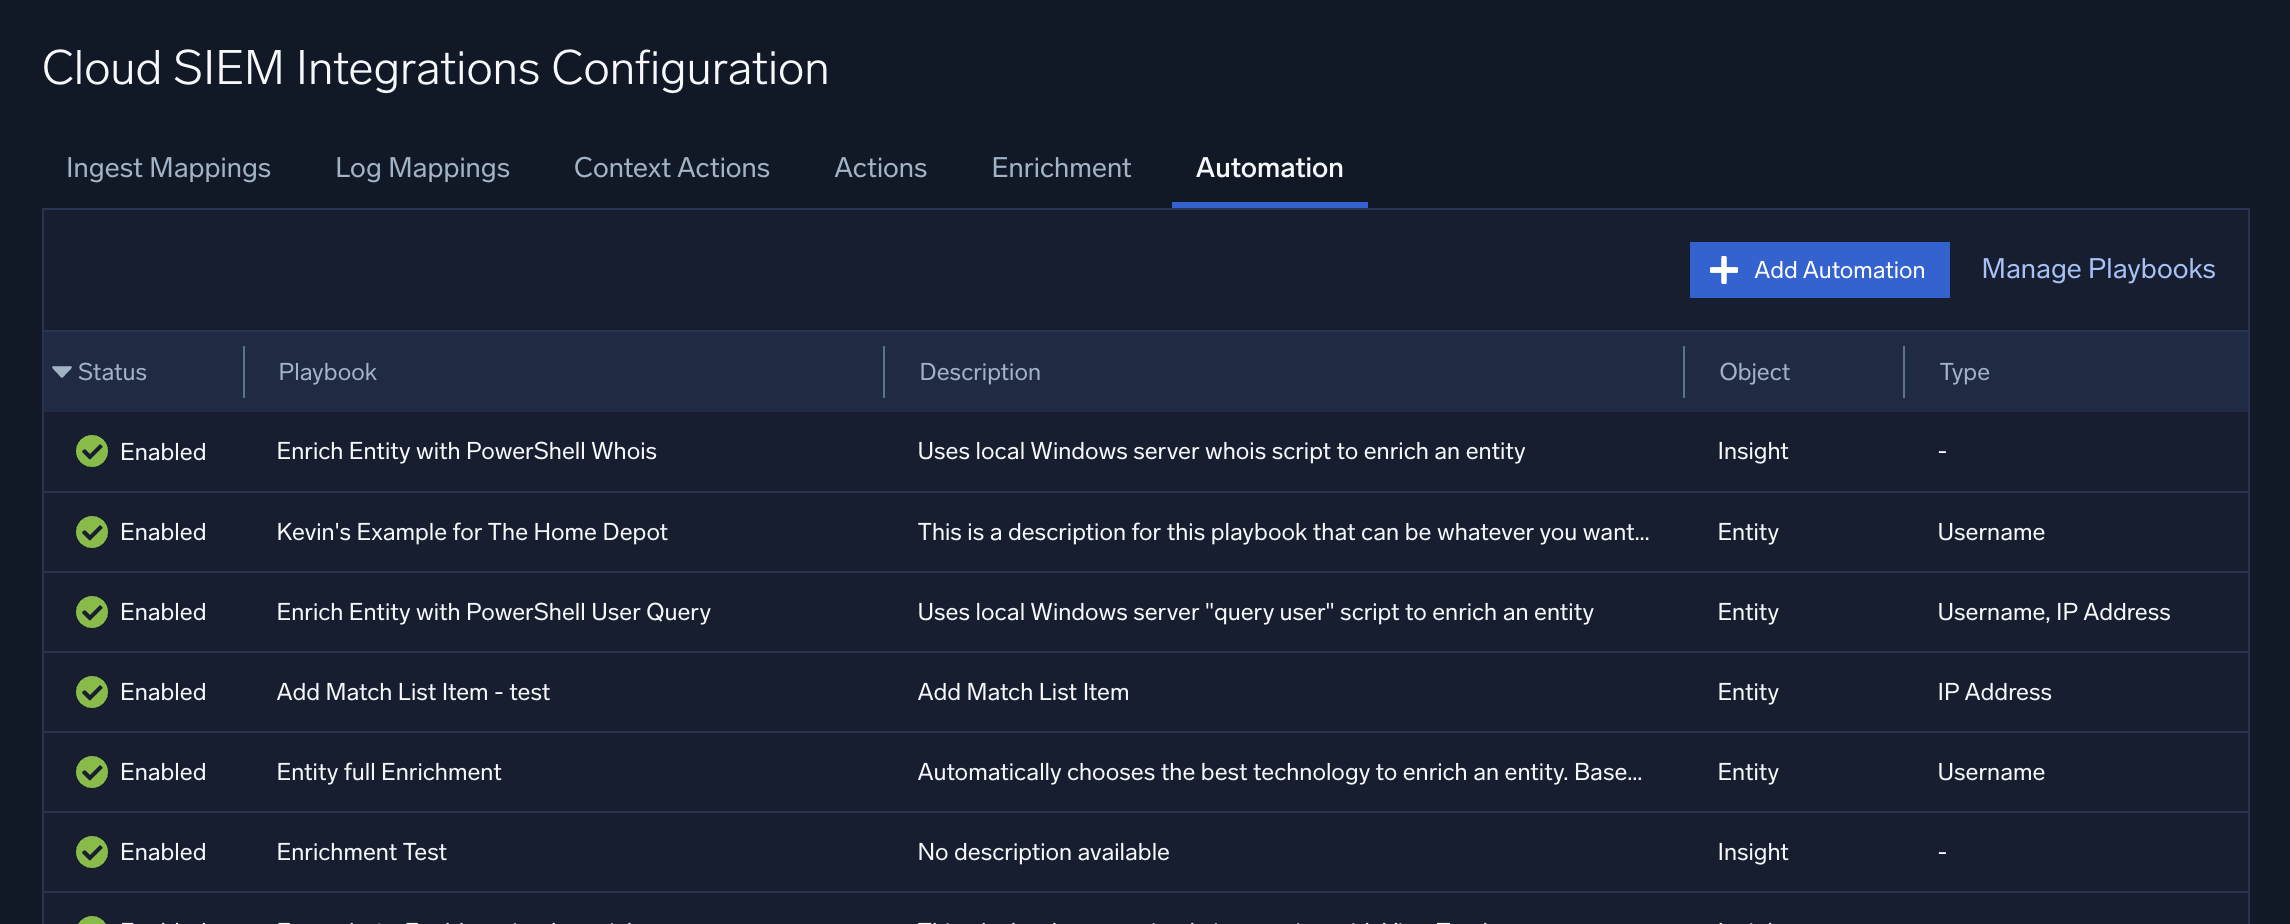 Cloud SIEM Integrations Configuration
Ingest Mappings Log Mappings Context Actions Actions Enrichment Automation
Add Automation Manage Playbooks
Status Playbook Description Object Type
Enabled Enrich Entity with PowerShell Whois Uses local Windows server whois script to enrich an entity Insight -
Enabled Kevin's Example for The Home Depot This is a description for this playbook that can be whatever you want... Entity Username
Enabled Enrich Entity with PowerShell User Query Uses local Windows server "query user" script to enrich an entity Entity Username, IP Address
Enabled Add Match List Item - test Add Match List Item Entity IP Address
Enabled Entity full Enrichment Automatically chooses the best technology to enrich an entity. Base... Entity Username
Enabled Enrichment Test No description available Insight -